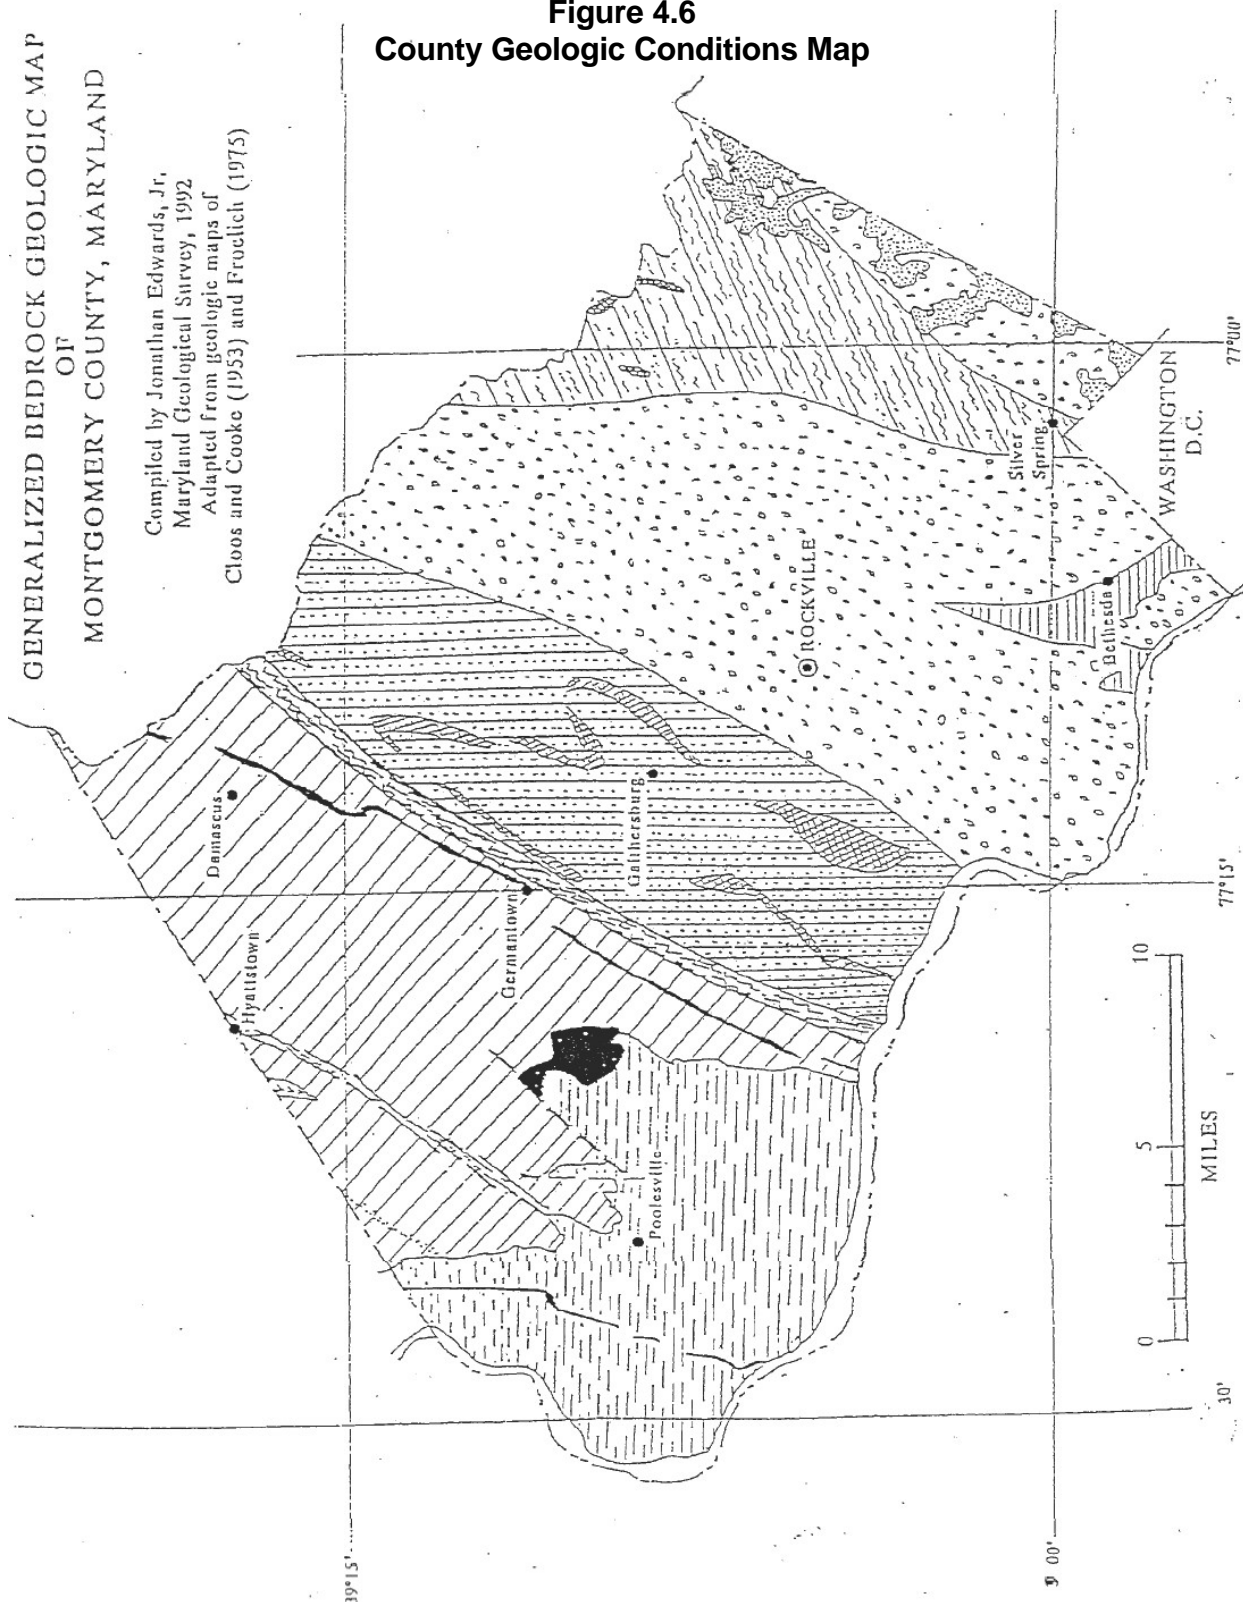 Figure 4.6
County Geologic Conditions Map
GENERALIZED BEDROCK GEOLOGIC MAP
OF
MONTGOMERY COUNTY, MARYLAND
Compiled by Jonathan Edwards, Jr.
Maryland Geological Survey, 1992
Adapted from geologic maps of
Cloos and Cooke (1953) and Froelich (1975)
Damascus
Hyattstown
Germantown
Gaithersburg
ROCKVILLE
Poolesville
Silver
Spring
Bethesda
WASHINGTON
D.C.
39°15'
00'
30'
77°15'
77°00'
0
5
10
MILES